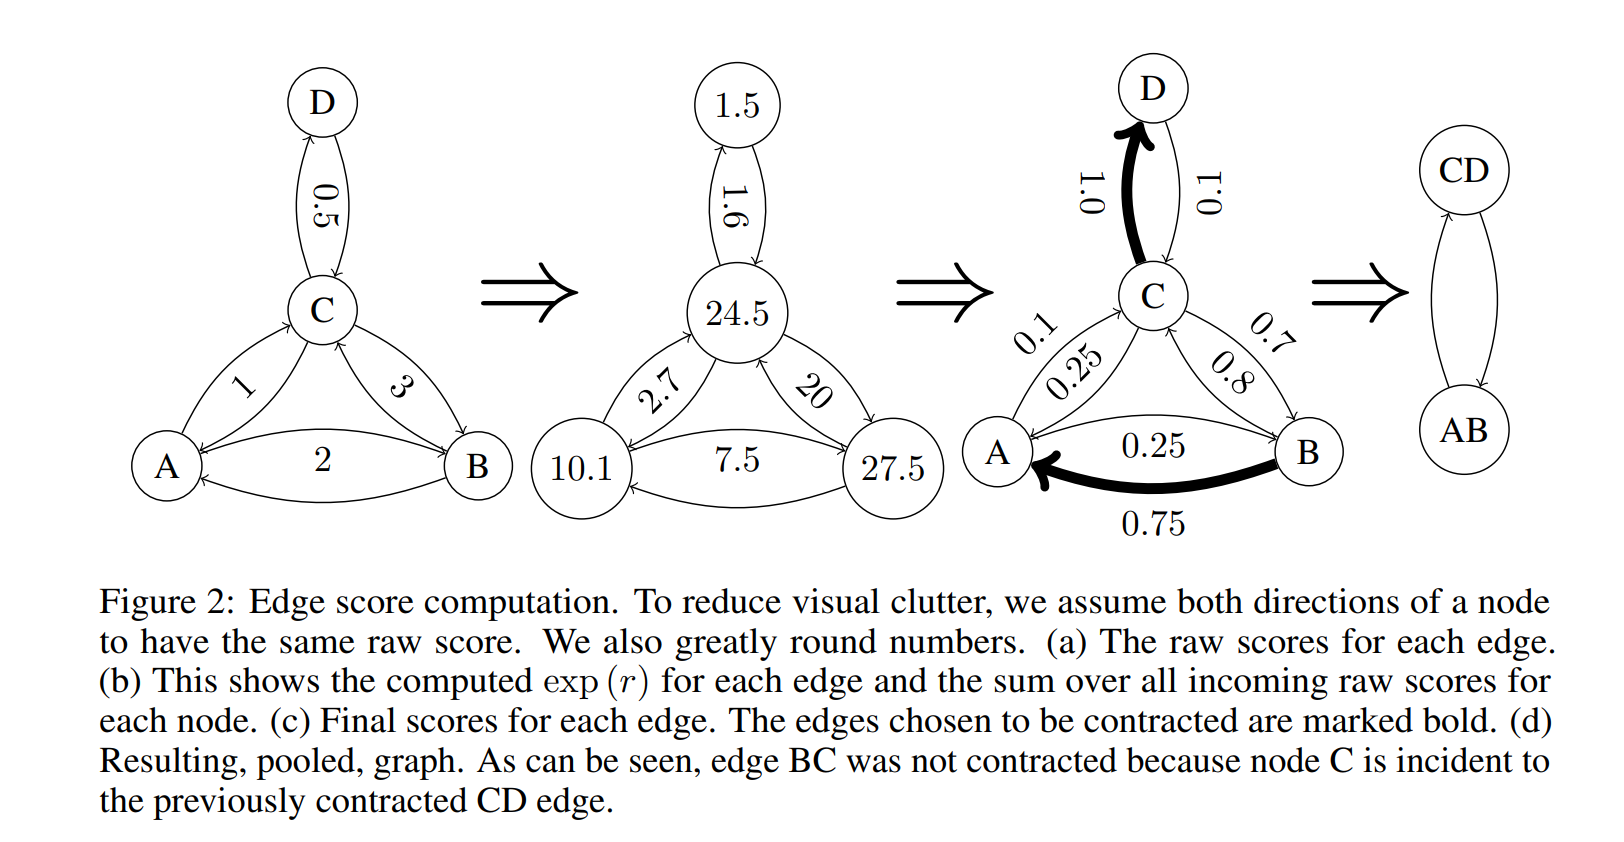 D
0.5
C
1
3
A
2
B
1.5
1.6
24.5
2.7
20
10.1
7.5
27.5
D
1.0
1.0
C
0.1
0.25
0.7
0.8
A
0.25
B
0.75
CD
AB
Figure 2: Edge score computation. To reduce visual clutter, we assume both directions of a node
to have the same raw score. We also greatly round numbers. (a) The raw scores for each edge.
(b) This shows the computed exp (r) for each edge and the sum over all incoming raw scores for
each node. (c) Final scores for each edge. The edges chosen to be contracted are marked bold. (d)
Resulting, pooled, graph. As can be seen, edge BC was not contracted because node C is incident to
the previously contracted CD edge.